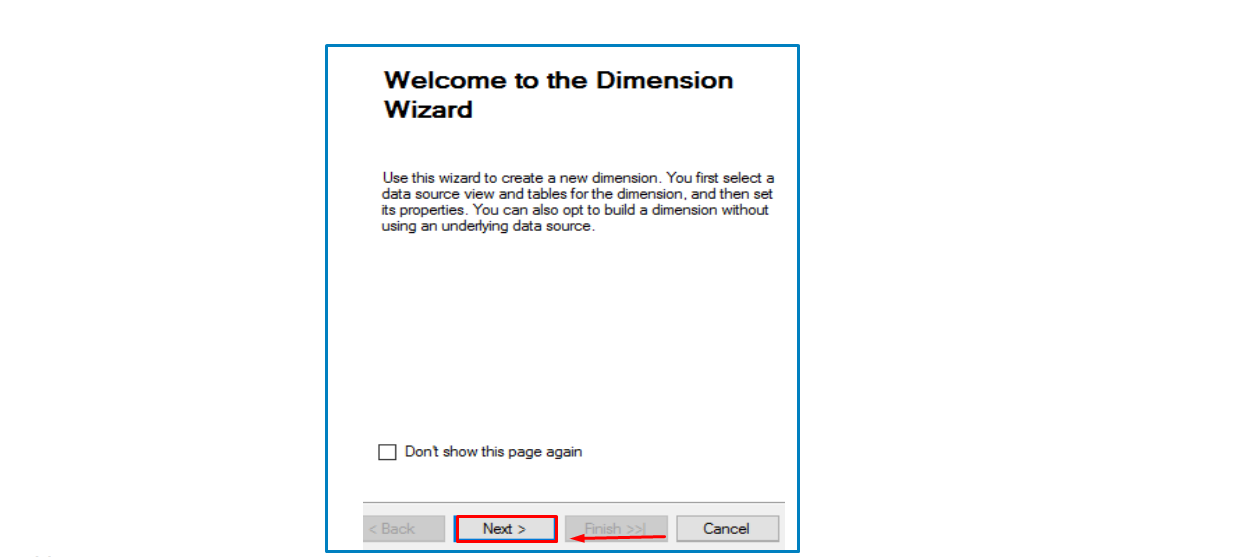 Welcome to the Dimension
Wizard
Use this wizard to create a new dimension. You first select a
data source view and tables for the dimension, and then set
its properties. You can also opt to build a dimension without
using an underlying data source.
Don't show this page again
< Back Next > Finish >>| Cancel